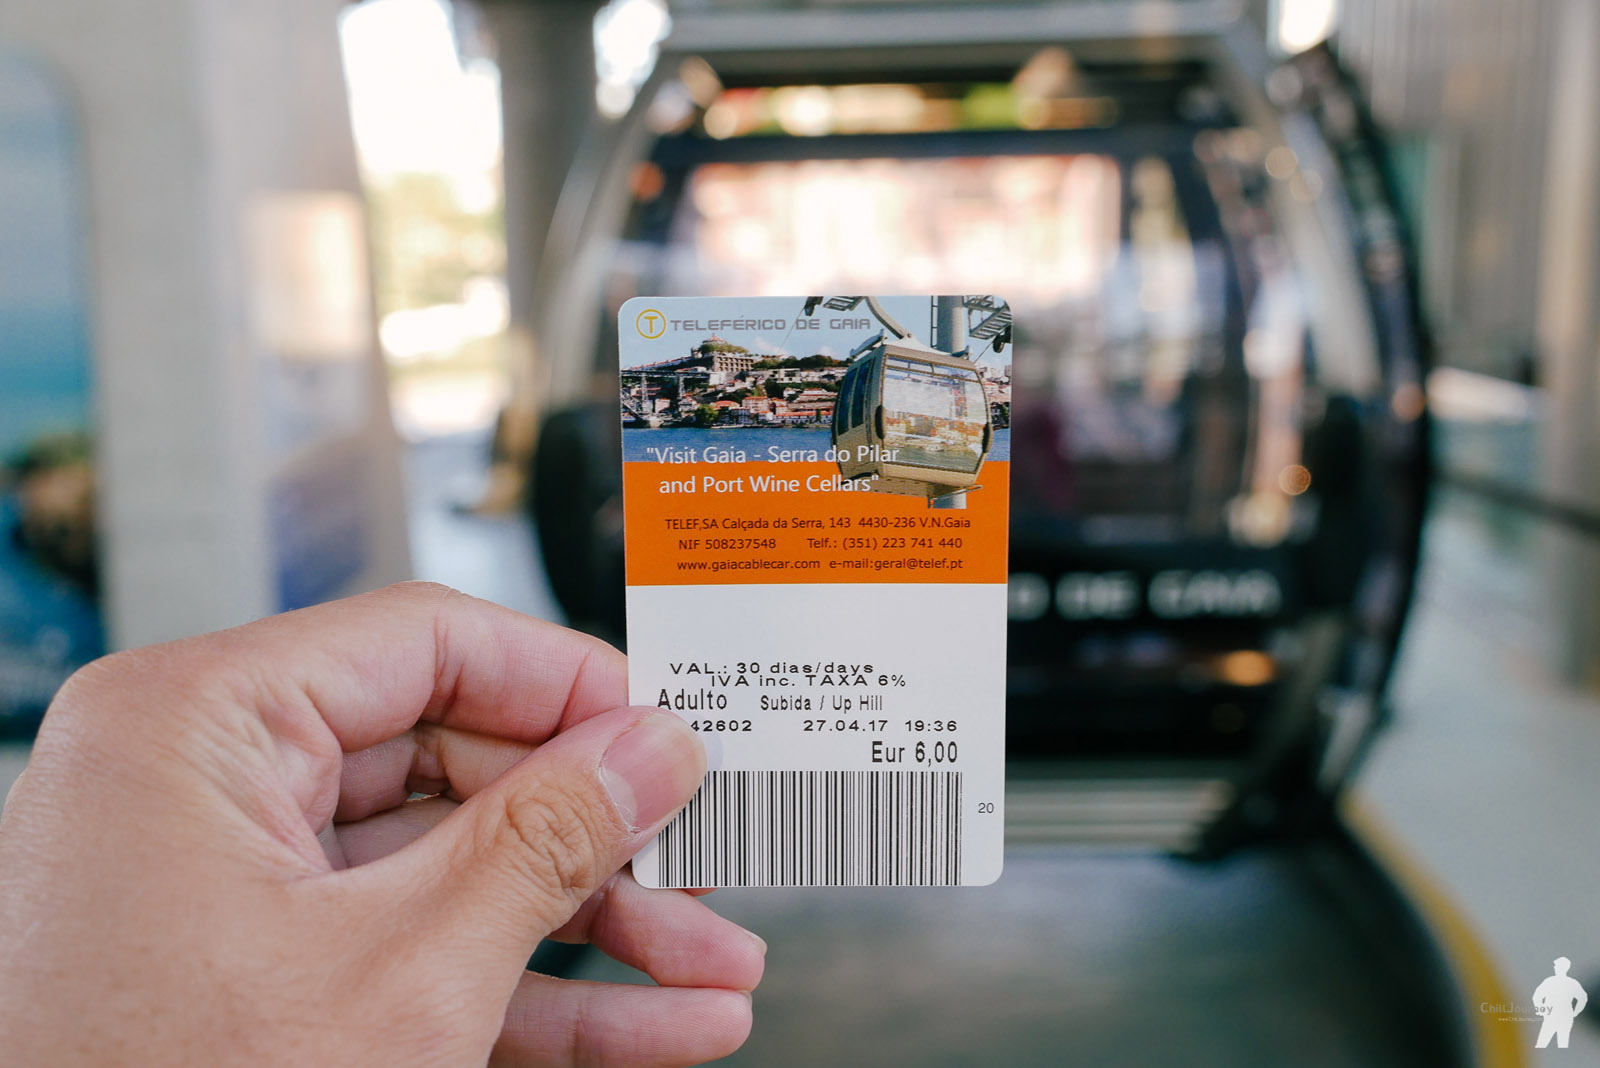 T TELEFÉRICO DE GAIA
"Visit Gaia - Serra do Pilar
and Port Wine Cellars"
TELEF,SA Calçada da Serra, 143 4430-236 V.N.Gaia
NIF 508237548 Telf.: (351) 223 741 440
www.gaiacablecar.com e-mail:geral@telef.pt
VAL.: 30 dias/days
IVA inc. TAXA 6%
Adulto Subida / Up Hill
42602 27.04.17 19:36
Eur 6,00
20
O DE GAIA
ChillJourney